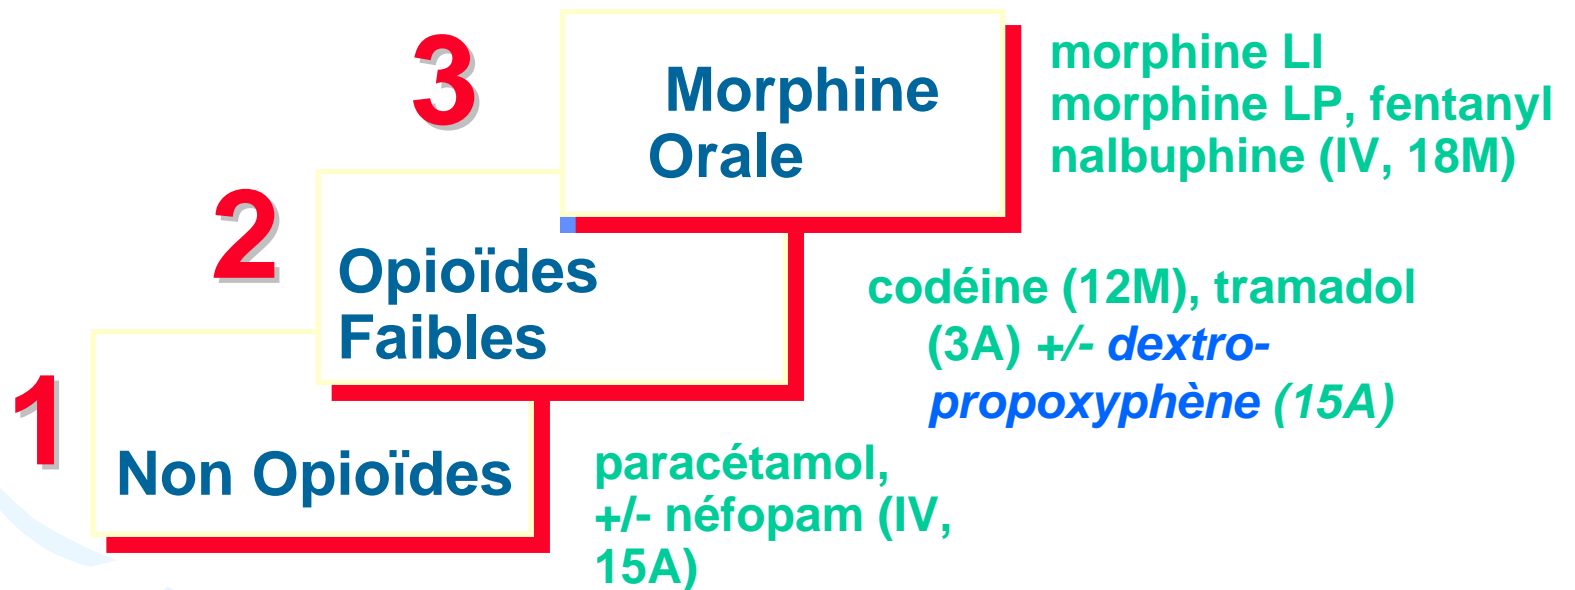 3
Morphine
Orale
morphine LI
morphine LP, fentanyl
nalbuphine (IV, 18M)
2
Opioïdes
Faibles
codéine (12M), tramadol
(3A) +/- dextro-
propoxyphène (15A)
1
Non Opioïdes
paracétamol,
+/- néfopam (IV,
15A)